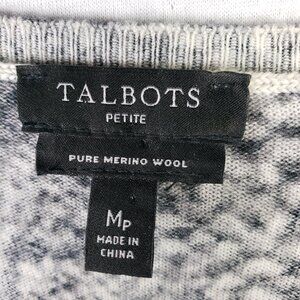 TALBOTS
PETITE
PURE MERINO WOOL
MP
MADE IN
CHINA